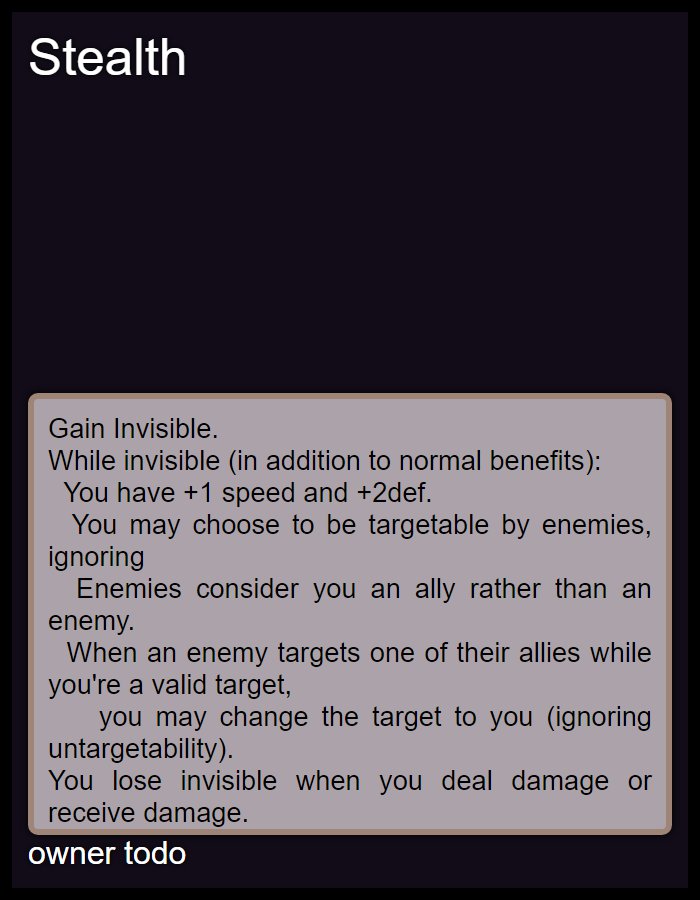 Stealth
Gain Invisible.
While invisible (in addition to normal benefits):
You have +1 speed and +2def.
You may choose to be targetable by enemies,
ignoring
Enemies consider you an ally rather than an
enemy.
When an enemy targets one of their allies while
you're a valid target,
you may change the target to you (ignoring
untargetability).
You lose invisible when you deal damage or
receive damage.
owner todo